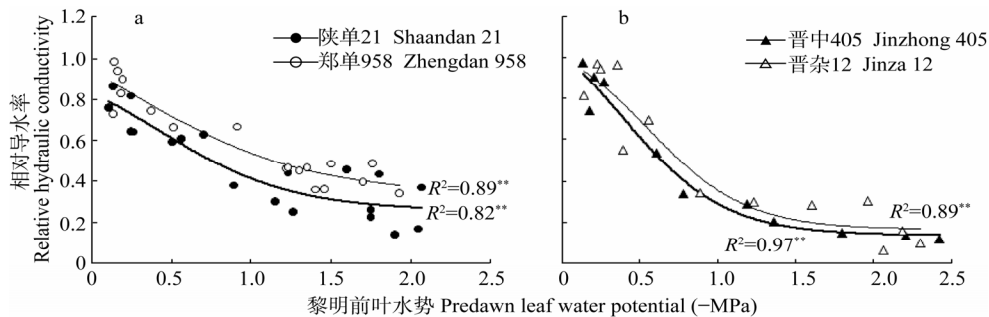 a
陕单21 Shaandan 21
郑单958 Zhengdan 958
R²=0.89**
R²=0.82**
b
晋中405 Jinzhong 405
晋杂12 Jinza 12
R²=0.89**
R²=0.97**
相对导水率
Relative hydraulic conductivity
1.2
1.0
0.8
0.6
0.4
0.2
0
0 0.5 1.5 1.5 2.0 2.5
0 0.5 1.0 1.5 2.0 2.5
黎明前叶水势 Predawn leaf water potential (−MPa)